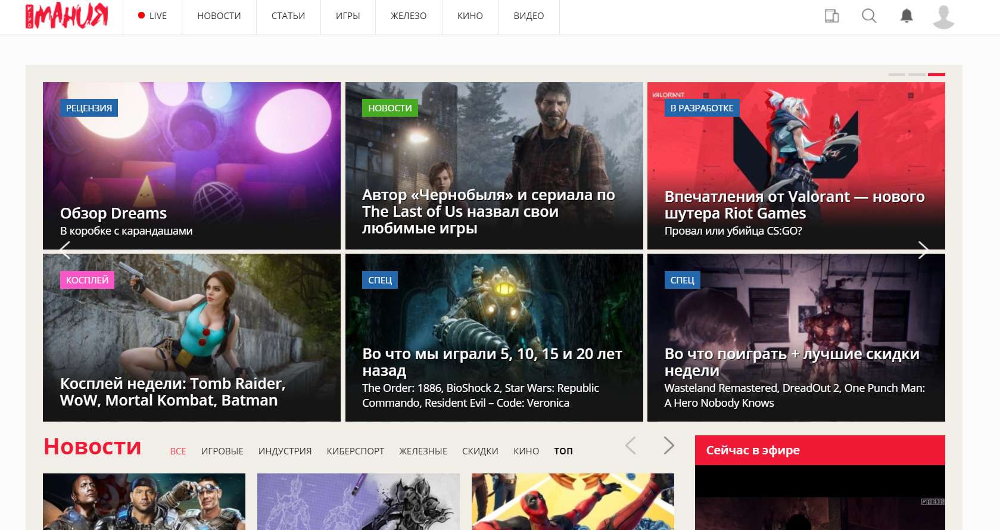 МАНИЯ
LIVE
НОВОСТИ
СТАТЬИ
ИГРЫ
ЖЕЛЕЗО
КИНО
ВИДЕО
РЕЦЕНЗИЯ
Обзор Dreams
В коробке с карандашами
НОВОСТИ
Автор «Чернобыля» и сериала по
The Last of Us назвал свои
любимые игры
VALORANT
В РАЗРАБОТКЕ
Впечатления от Valorant — нового
шутера Riot Games
Провал или убийца CS:GO?
КОСПЛЕЙ
Косплей недели: Tomb Raider,
WoW, Mortal Kombat, Batman
СПЕЦ
Во что мы играли 5, 10, 15 и 20 лет
назад
The Order: 1886, BioShock 2, Star Wars: Republic
Commando, Resident Evil – Code: Veronica
СПЕЦ
Во что поиграть + лучшие скидки
недели
Wasteland Remastered, DreadOut 2, One Punch Man:
A Hero Nobody Knows
Новости
ВСЕ
ИГРОВЫЕ
ИНДУСТРИЯ
КИБЕРСПОРТ
ЖЕЛЕЗНЫЕ
СКИДКИ
КИНО
ТОП
Сейчас в эфире
FRIENDS